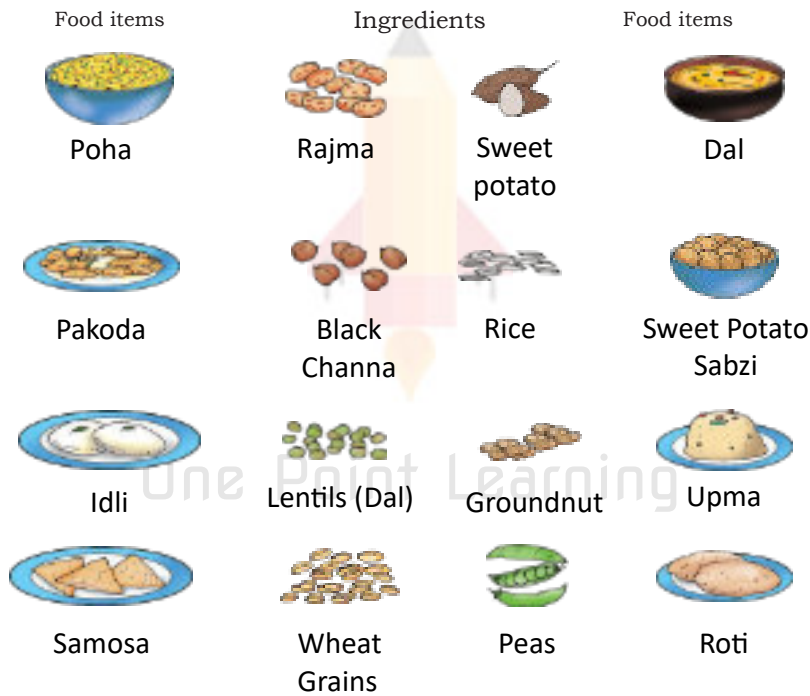 Food items Ingredients Food items
Poha Rajma Sweet potato Dal
Pakoda Black Channa Rice Sweet Potato Sabzi
One Point Learning
Idli Lentils (Dal) Groundnut Upma
Samosa Wheat Grains Peas Roti